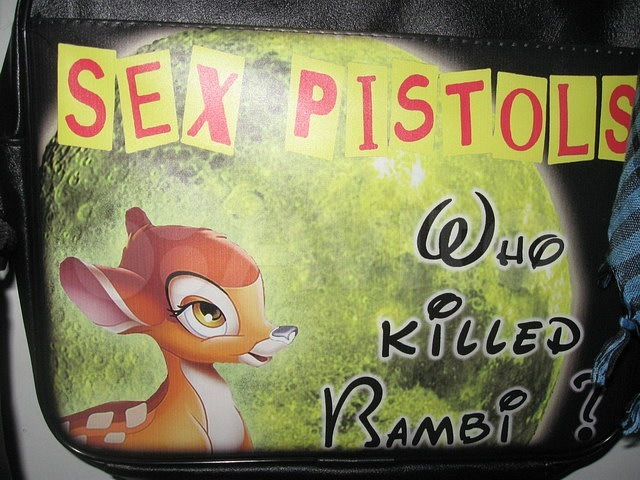 SEX PISTOLS
WHO
KILLED
BAMBI?